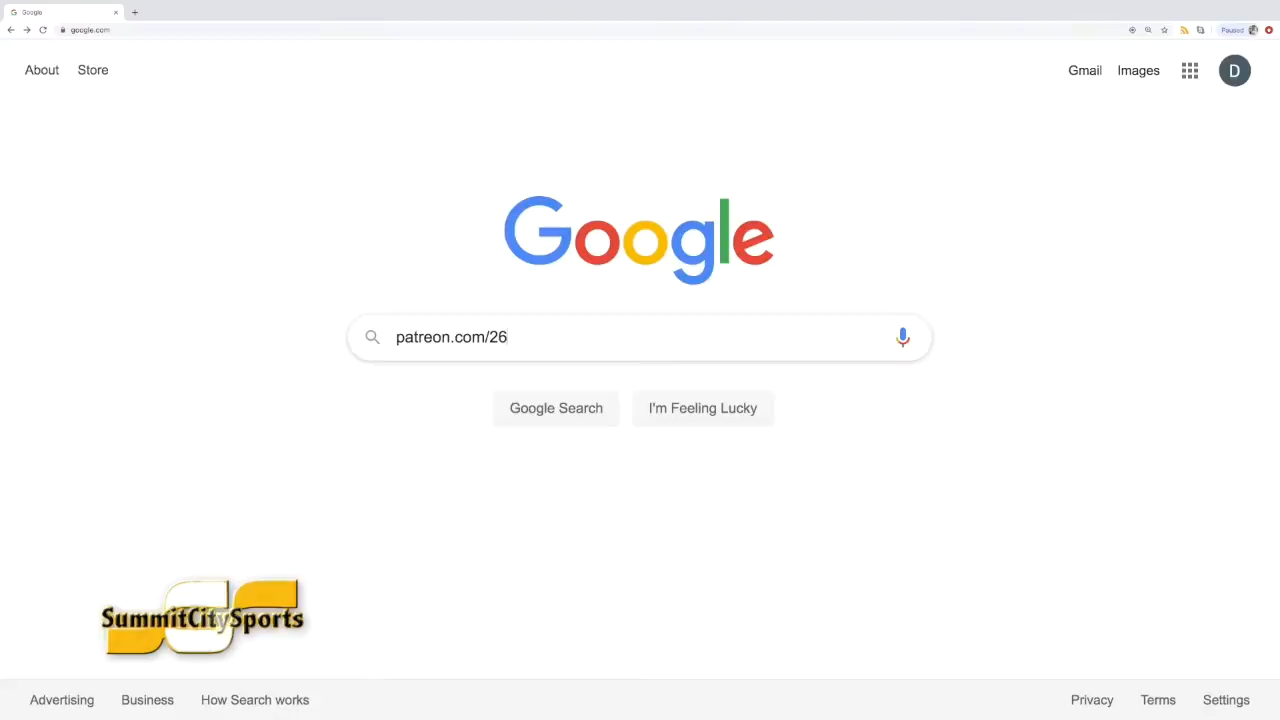 Google
google.com
Paused
About Store
Gmail Images
D
Google
patreon.com/26
Google Search I'm Feeling Lucky
SummitCitySports
Advertising Business How Search works
Privacy Terms Settings